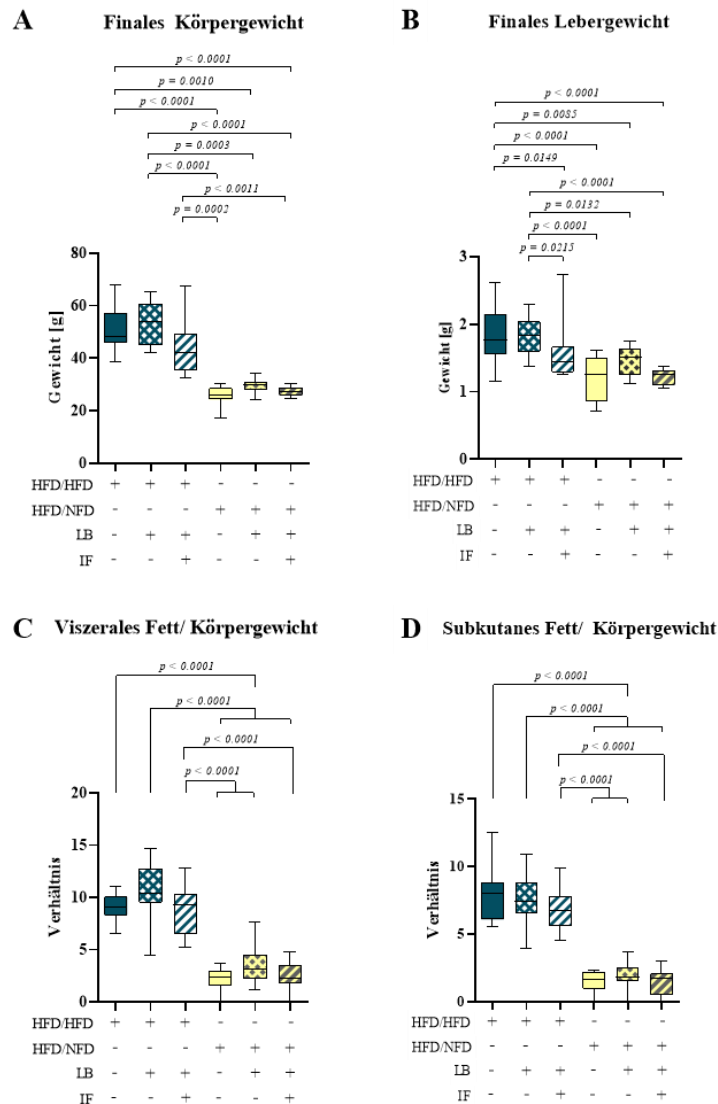 A Finales Körpergewicht
p < 0.0001
p = 0.0010
p < 0.0001
p < 0.0001
p = 0.0003
p < 0.0001
p < 0.0011
p = 0.0002
Gewicht [g]
80
60
40
20
0
HFD/HFD + + + - - -
HFD/NFD - - - + + +
LB - + + - + +
IF - - + - - +
B Finales Lebergewicht
p < 0.0001
p = 0.0085
p < 0.0001
p = 0.0149
p < 0.0001
p = 0.0132
p < 0.0001
p = 0.0215
Gewicht [g]
3
2
1
0
HFD/HFD + + + - - -
HFD/NFD - - - + + +
LB - + + - + +
IF - - + - - +
C Viszerales Fett/ Körpergewicht
p < 0.0001
p < 0.0001
p < 0.0001
p < 0.0001
Verhältnis
20
15
10
5
0
HFD/HFD + + + - - -
HFD/NFD - - - + + +
LB - + + - + +
IF - - + - - +
D Subkutanes Fett/ Körpergewicht
p < 0.0001
p < 0.0001
p < 0.0001
p < 0.0001
Verhältnis
15
10
5
0
HFD/HFD + + + - - -
HFD/NFD - - - + + +
LB - + + - + +
IF - - + - - +